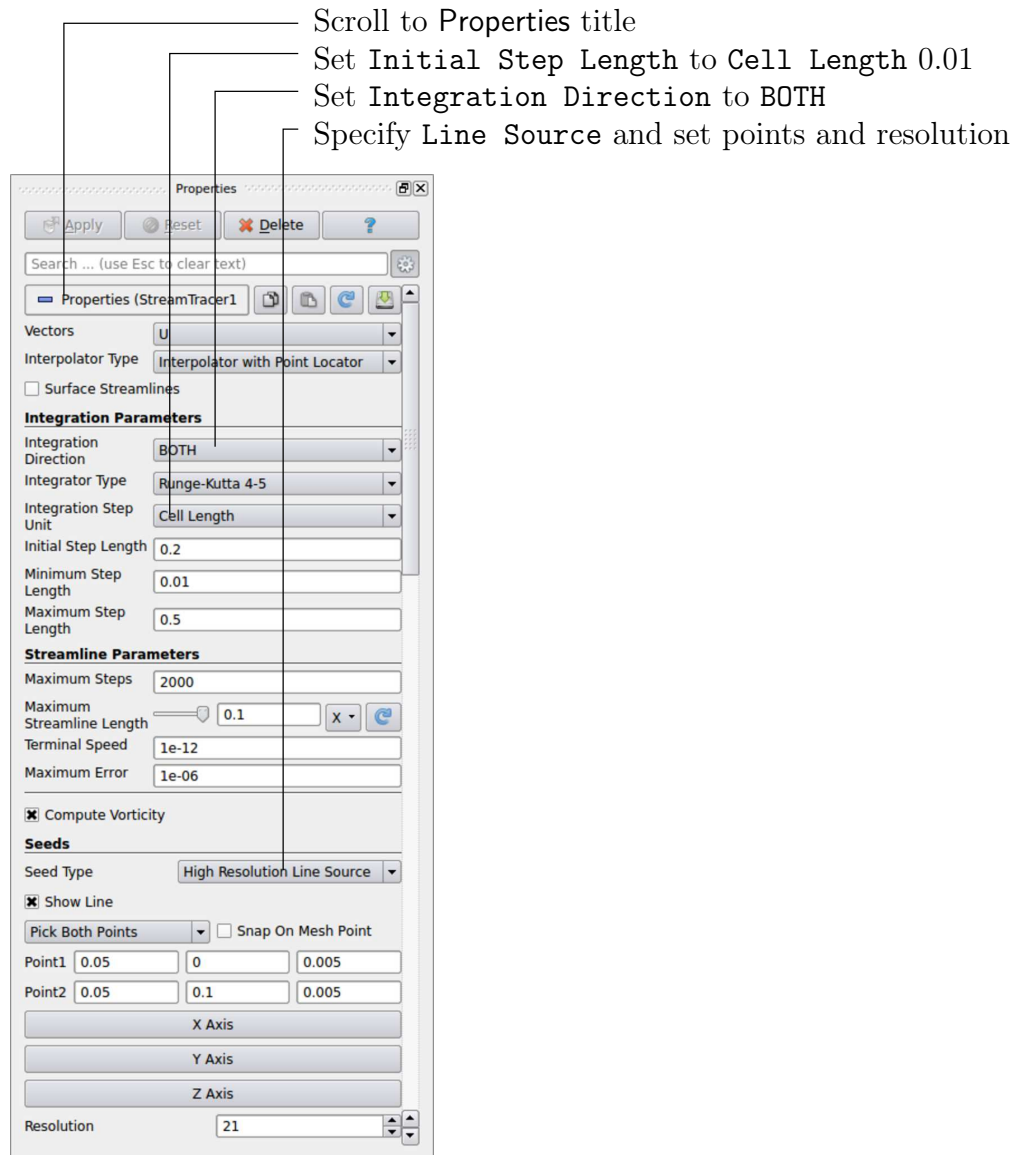 Scroll to Properties title
Set Initial Step Length to Cell Length 0.01
Set Integration Direction to BOTH
Specify Line Source and set points and resolution
Properties
Apply Reset Delete ?
Search ... (use Esc to clear text)
Properties (StreamTracer1
Vectors U
Interpolator Type Interpolator with Point Locator
Surface Streamlines
Integration Parameters
Integration
Direction BOTH
Integrator Type Runge-Kutta 4-5
Integration Step
Unit Cell Length
Initial Step Length 0.2
Minimum Step
Length 0.01
Maximum Step
Length 0.5
Streamline Parameters
Maximum Steps 2000
Maximum
Streamline Length 0.1 X
Terminal Speed 1e-12
Maximum Error 1e-06
Compute Vorticity
Seeds
Seed Type High Resolution Line Source
Show Line
Pick Both Points Snap On Mesh Point
Point1 0.05 0 0.005
Point2 0.05 0.1 0.005
X Axis
Y Axis
Z Axis
Resolution 21